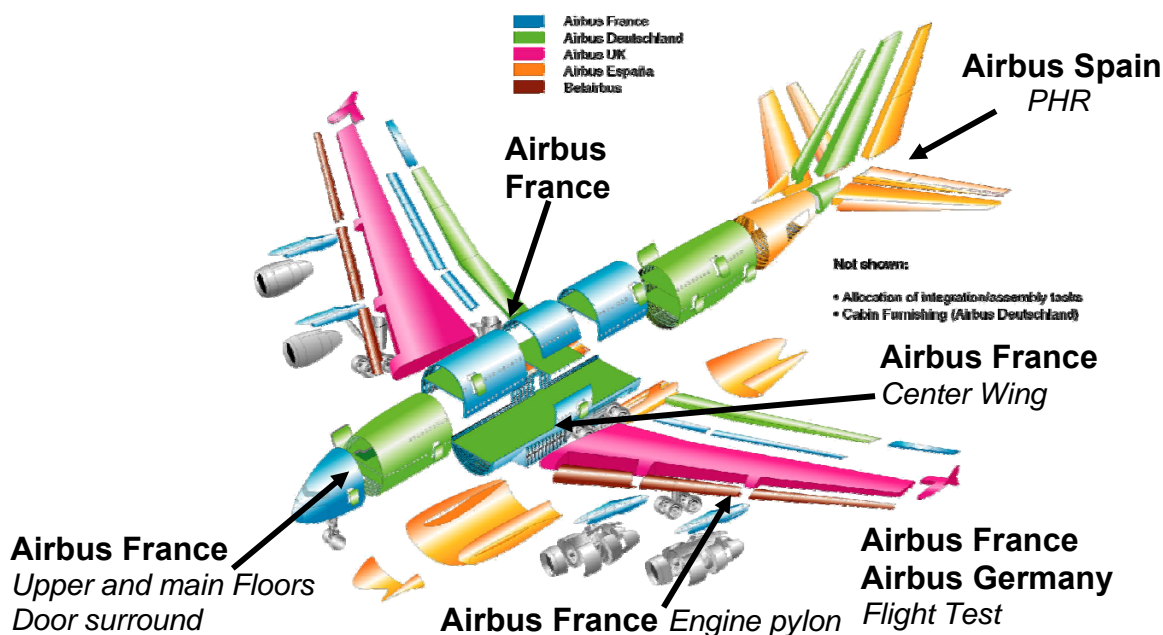 Airbus France
Airbus Deutschland
Airbus UK
Airbus España
Belairbus
Airbus Spain
PHR
Airbus
France
Not shown:
• Allocation of integration/assembly tasks
• Cabin Furnishing (Airbus Deutschland)
Airbus France
Center Wing
Airbus France
Upper and main Floors
Door surround
Airbus France Engine pylon
Airbus France
Airbus Germany
Flight Test